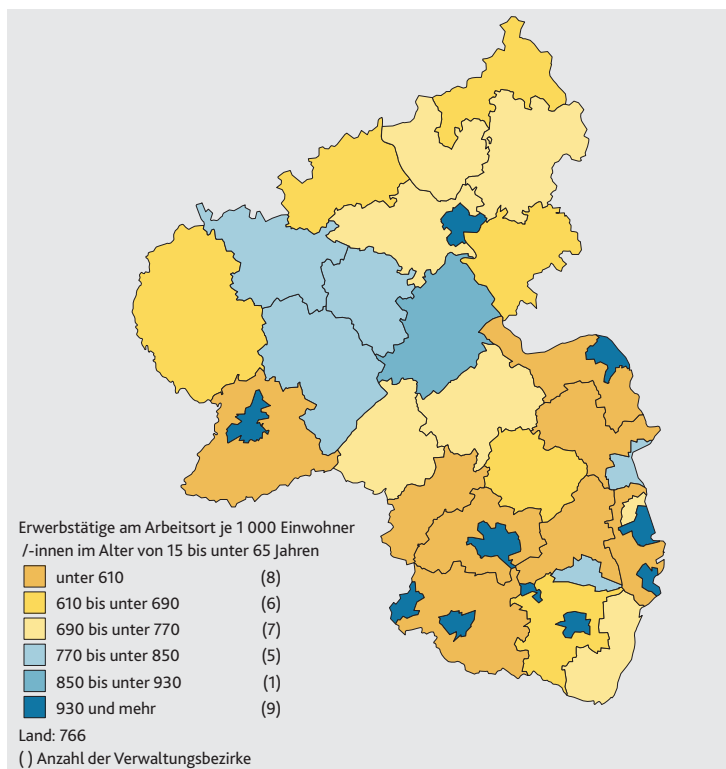 Erwerbstätige am Arbeitsort je 1 000 Einwohner
/-innen im Alter von 15 bis unter 65 Jahren
unter 610 (8)
610 bis unter 690 (6)
690 bis unter 770 (7)
770 bis unter 850 (5)
850 bis unter 930 (1)
930 und mehr (9)
Land: 766
( ) Anzahl der Verwaltungsbezirke